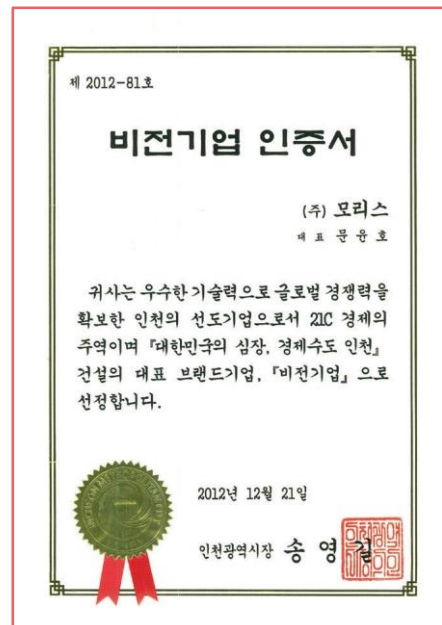 제 2012-81호
비전기업 인증서
(주) 모리스
대 표 문 윤 호
귀사는 우수한 기술력으로 글로벌 경쟁력을
확보한 인천의 선도기업으로서 21C 경제의
주역이며 『대한민국의 심장, 경제수도 인천』
건설의 대표 브랜드기업, 『비전기업』으로
선정합니다.
2012년 12월 21일
인천광역시장 송 영 길